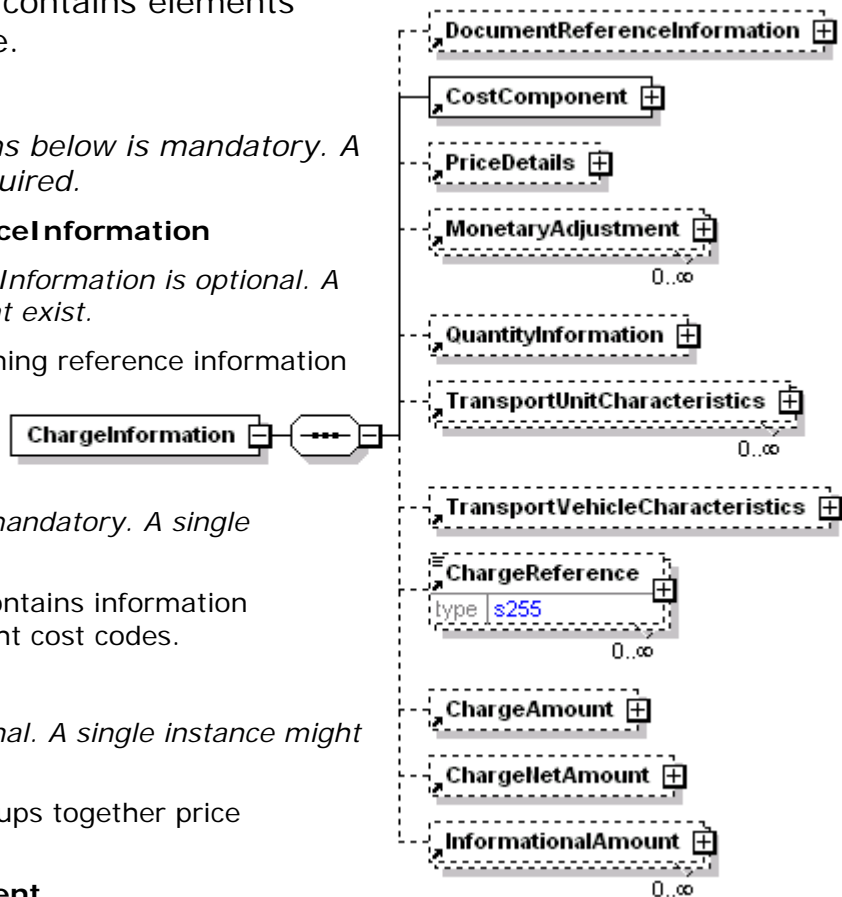 contains elements
e.
ns below is mandatory. A
quired.
ceInformation
Information is optional. A
t exist.
ning reference information
mandatory. A single
ontains information
nt cost codes.
nal. A single instance might
ups together price
ent
DocumentReferenceInformation
CostComponent
PriceDetails
MonetaryAdjustment
0..∞
QuantityInformation
TransportUnitCharacteristics
0..∞
ChargeInformation
TransportVehicleCharacteristics
ChargeReference
type s255
0..∞
ChargeAmount
ChargeNetAmount
InformationalAmount
0..∞